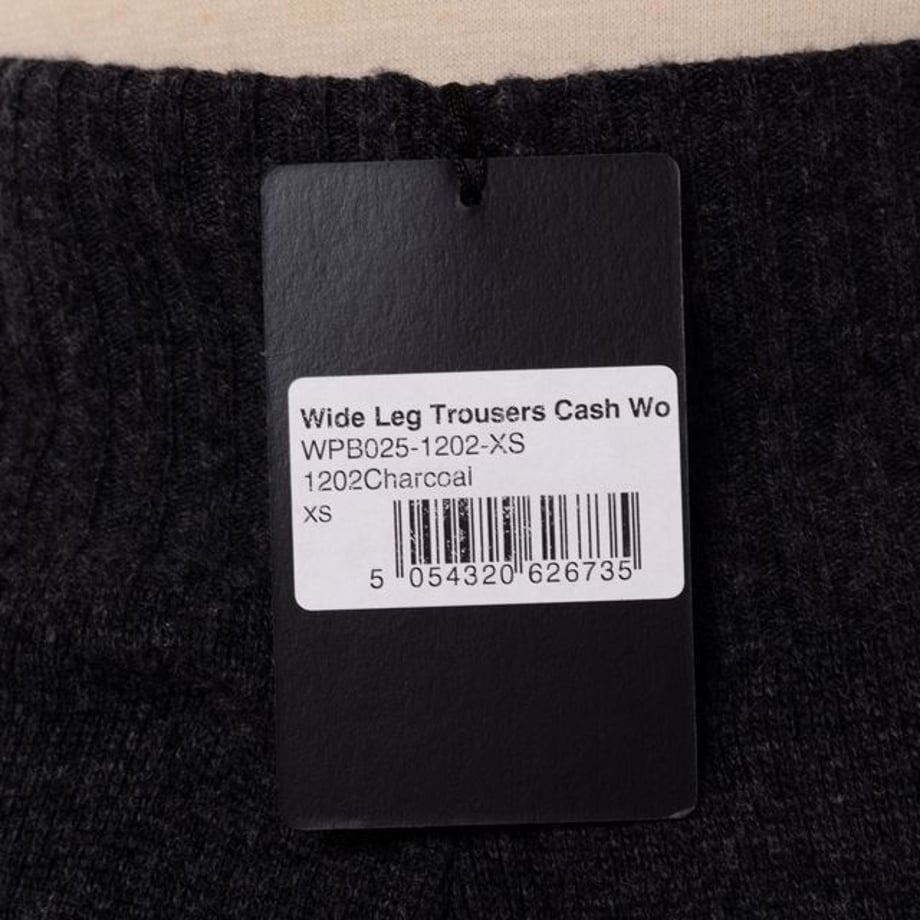 Wide Leg Trousers Cash Wo
WPB025-1202-XS
1202Charcoal
XS
5 054320 626735